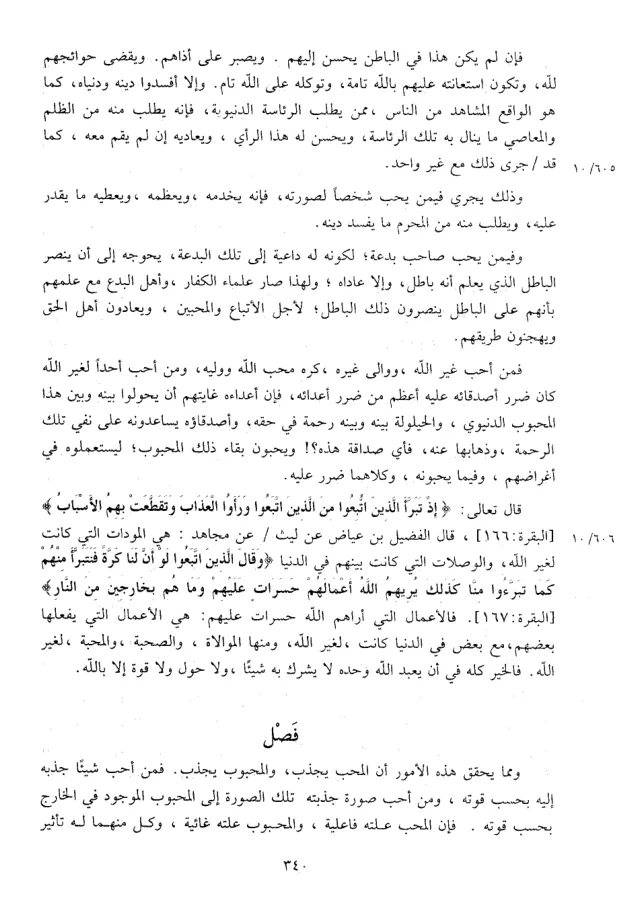 فإن لم يكن هذا في الباطن يحسن إليهم . ويصبر على أذاهم. ويقضى حوائجهم
لله، وتكون استعانته عليهم بالله تامة، وتوكله على الله تام. وإلا أفسدوا دينه ودنياه، كما
هو الواقع المشاهد من الناس ،ممن يطلب الرئاسة الدنيوية، فإنه يطلب منه من الظلم
والمعاصي ما ينال به تلك الرئاسة، ويحسن له هذا الرأي ، ويعاديه إن لم يقم معه ، كما
قد / جرى ذلك مع غير واحد.
١٠/٦٠٥
وذلك يجري فيمن يحب شخصاً لصورته، فإنه يخدمه ،ويعظمه ،ويعطيه ما يقدر
عليه، ويطلب منه من المحرم ما يفسد دينه.
وفيمن يحب صاحب بدعة؛ لكونه له داعية إلى تلك البدعة، يحوجه إلى أن ينصر
الباطل الذي يعلم أنه باطل، وإلا عاداه ؛ ولهذا صار علماء الكفار ،وأهل البدع مع علمهم
بأنهم على الباطل ينصرون ذلك الباطل؛ لأجل الأتباع والمحبين ، ويعادون أهل الحق
ويهجنون طريقهم.
فمن أحب غير الله ،ووالى غيره ،كره محب الله ووليه، ومن أحب أحداً لغير الله
كان ضرر أصدقائه عليه أعظم من ضرر أعدائه، فإن أعداءه غايتهم أن يحولوا بينه وبين هذا
المحبوب الدنيوي ، والحيلولة بينه وبينه رحمة في حقه، وأصدقاؤه يساعدونه على نفي تلك
الرحمة ،وذهابها عنه، فأي صداقة هذه؟! ويحبون بقاء ذلك المحبوب؛ ليستعملوه في
أغراضهم ، وفيما يحبونه ، وكلاهما ضرر عليه.
قال تعالى: ﴿ إِذْ تَبَرَّأَ الَّذِينَ اتُّبِعُوا مِنَ الَّذِينَ اتَّبَعُوا وَرَأَوُا الْعَذَابَ وَتَقَطَّعَتْ بِهِمُ الأَسْبَابُ ﴾
[البقرة:١٦٦] ، قال الفضيل بن عياض عن ليث / عن مجاهد : هي المودات التي كانت
١٠/٦٠٦
لغير الله، والوصلات التي كانت بينهم في الدنيا ﴿وَقَالَ الَّذِينَ اتَّبَعُوا لَوْ أَنَّ لَنَا كَرَّةً فَنَتَبَرَّأَ مِنْهُمْ
كَمَا تَبَرَّءُوا مِنَّا كَذَلِكَ يُرِيهِمُ اللَّهُ أَعْمَالَهُمْ حَسَرَاتٍ عَلَيْهِمْ وَمَا هُم بِخَارِجِينَ مِنَ النَّارِ﴾
[البقرة:١٦٧]. فالأعمال التي أراهم الله حسرات عليهم: هي الأعمال التي يفعلها
بعضهم،مع بعض في الدنيا كانت ،لغير الله، ومنها الموالاة ، والصحبة ،والمحبة ،لغير
الله. فالخير كله في أن يعبد الله وحده لا يشرك به شيئًا ،ولا حول ولا قوة إلا بالله.
فَصْل
ومما يحقق هذه الأمور أن المحب يجذب، والمحبوب يجذب. فمن أحب شيئًا جذبه
إليه بحسب قوته ، ومن أحب صورة جذبته تلك الصورة إلى المحبوب الموجود في الخارج
بحسب قوته . فإن المحب علته فاعلية ، والمحبوب علته غائية ، وكل منهما له تأثير
٣٤٠